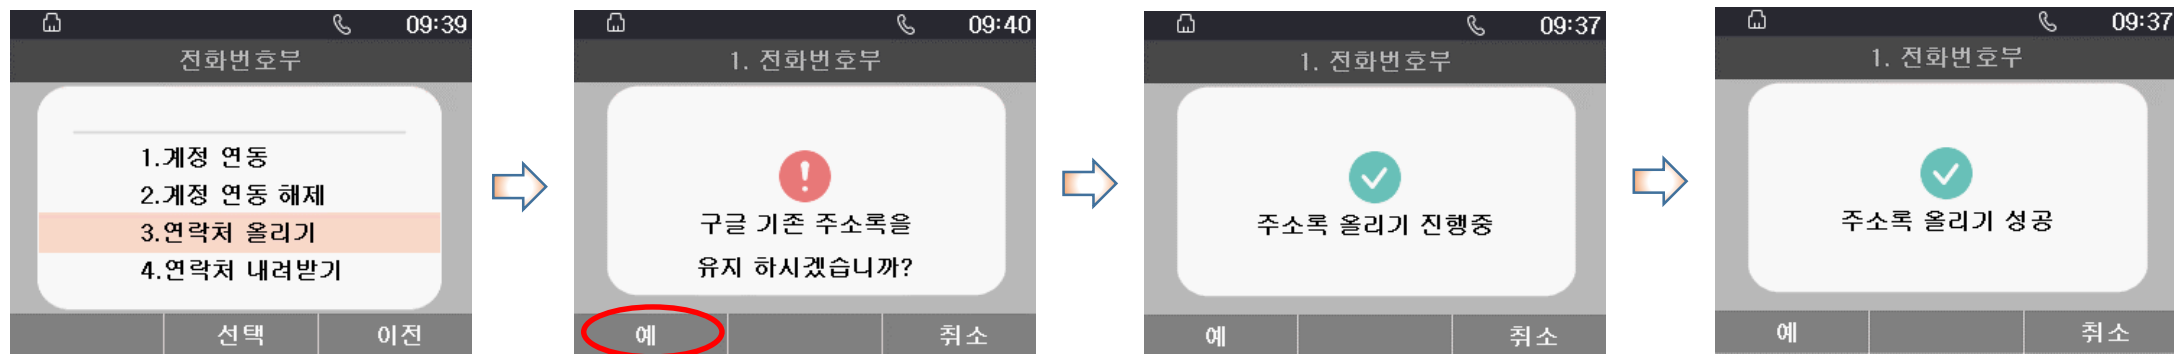 09:39
전화번호부
1.계정 연동
2.계정 연동 해제
3.연락처 올리기
4.연락처 내려받기
선택 이전
09:40
1. 전화번호부
구글 기존 주소록을
유지 하시겠습니까?
예 취소
09:37
1. 전화번호부
주소록 올리기 진행중
예 취소
09:37
1. 전화번호부
주소록 올리기 성공
예 취소